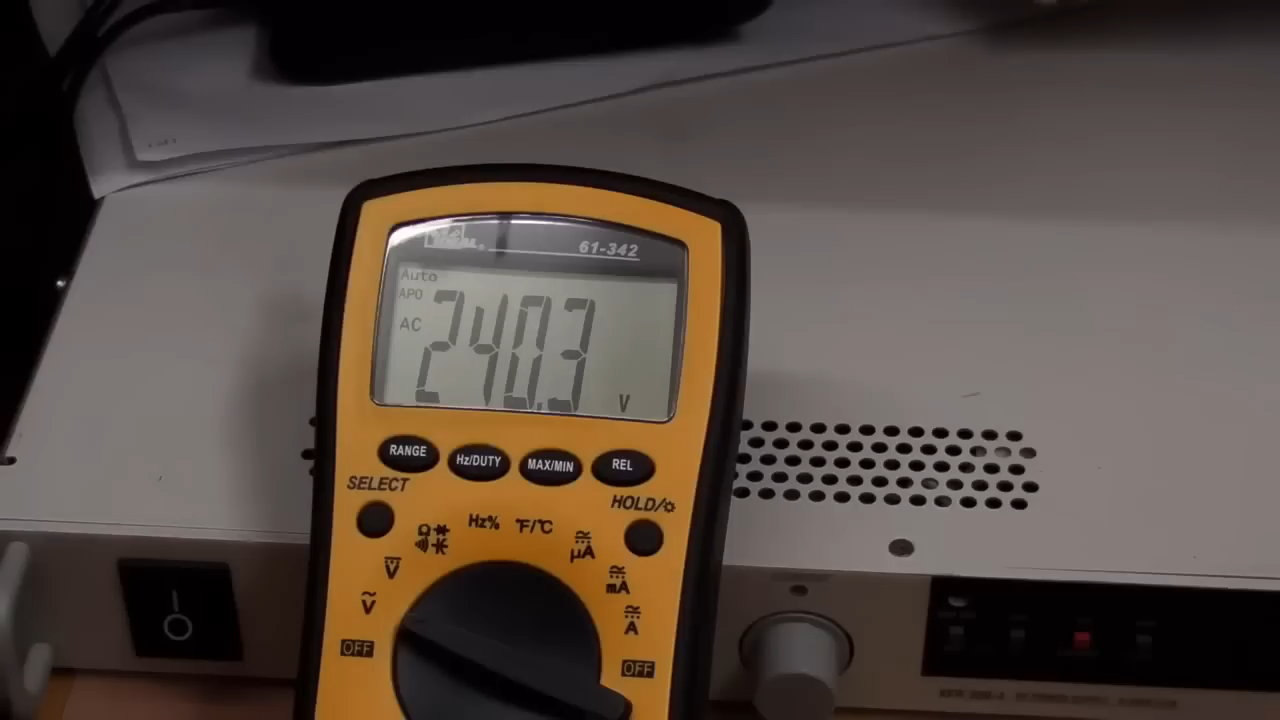 IDEAL®
61-342
Auto
APO
AC
240.3
V
RANGE
Hz/DUTY
MAX/MIN
REL
SELECT
HOLD/☼
Hz%
°F/°C
Ω
µA
V
mA
V
A
OFF
OFF